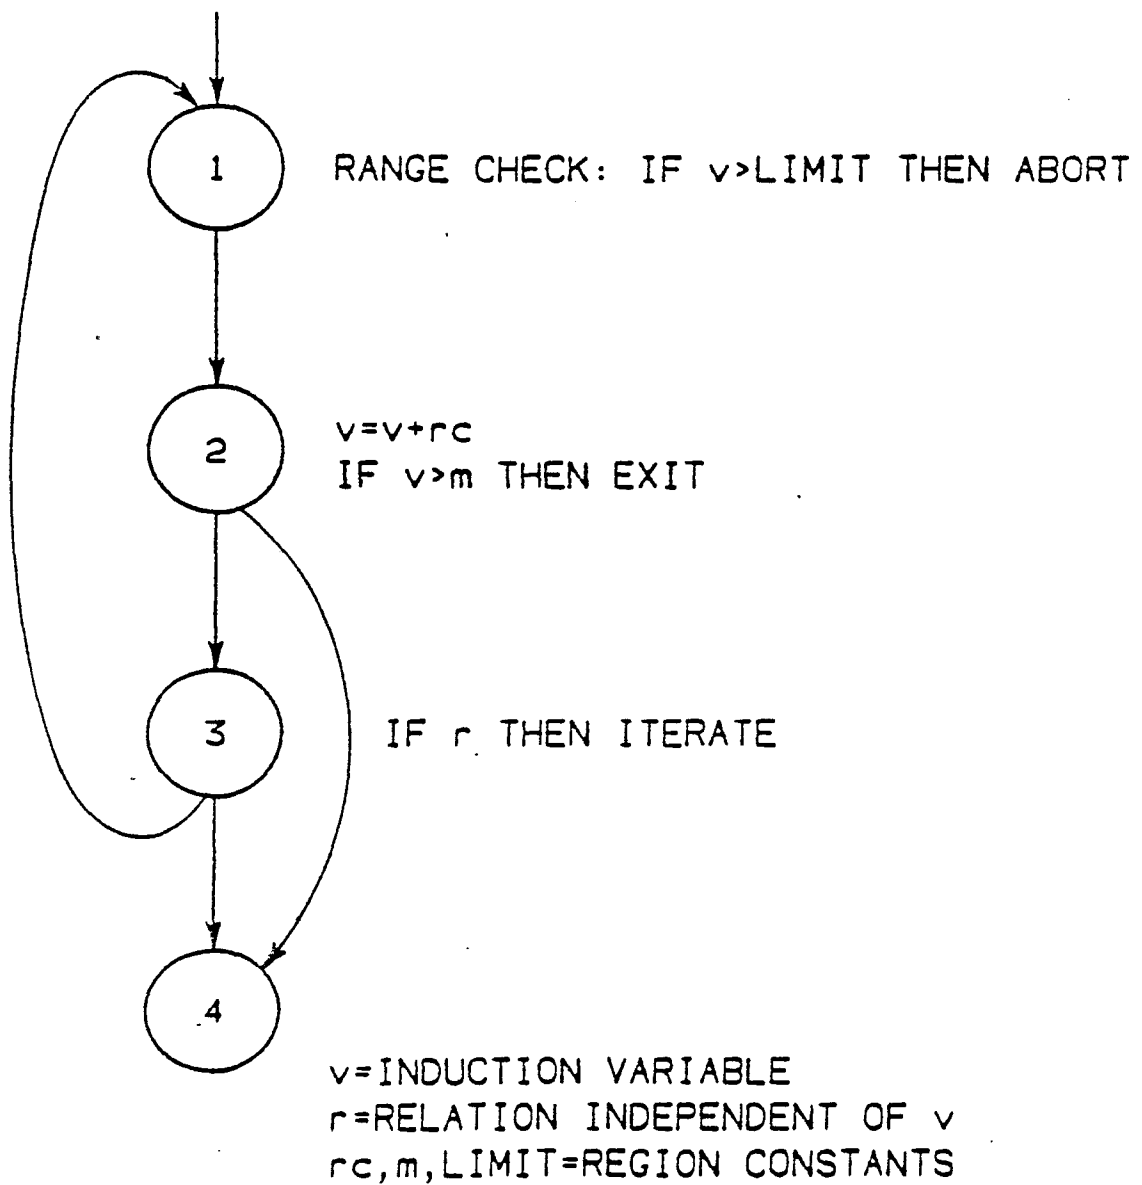 1
RANGE CHECK: IF v>LIMIT THEN ABORT
2
v=v+rc
IF v>m THEN EXIT
3
IF r THEN ITERATE
4
v=INDUCTION VARIABLE
r=RELATION INDEPENDENT OF v
rc,m,LIMIT=REGION CONSTANTS